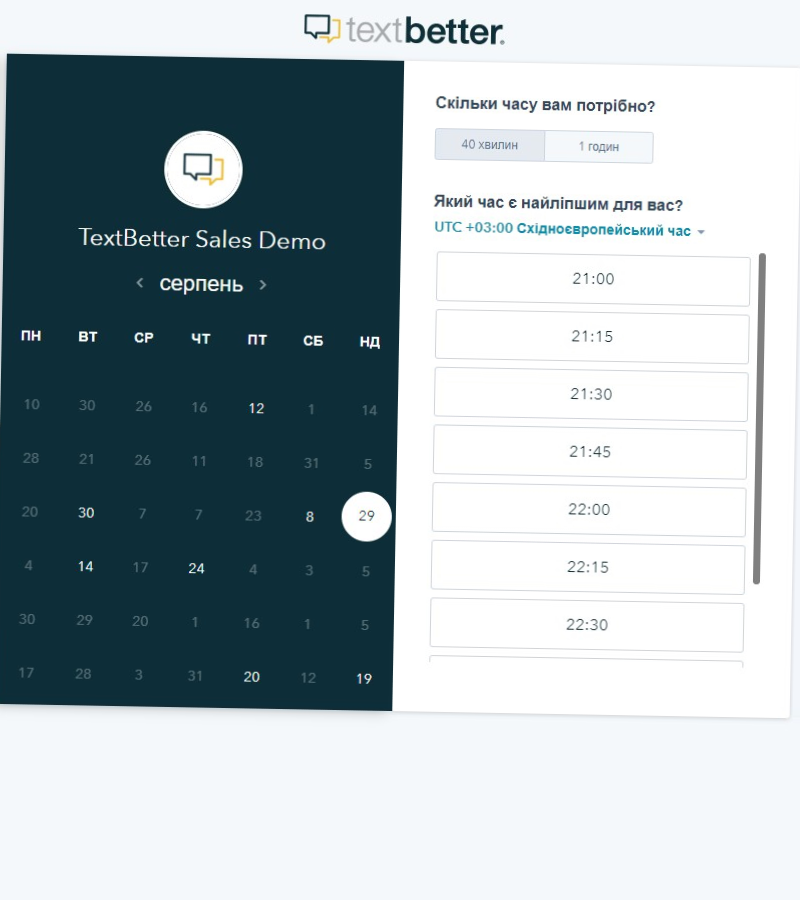 textbetter.
TextBetter Sales Demo
серпень
ПН ВТ СР ЧТ ПТ СБ НД
10 30 26 16 12 1 14
28 21 26 11 18 31 5
20 30 7 7 23 8 29
4 14 17 24 4 3 5
30 29 20 1 16 1 5
17 28 3 31 20 12 19
Скільки часу вам потрібно?
40 хвилин 1 годин
Який час є найліпшим для вас?
UTC +03:00 Східноєвропейський час
21:00
21:15
21:30
21:45
22:00
22:15
22:30